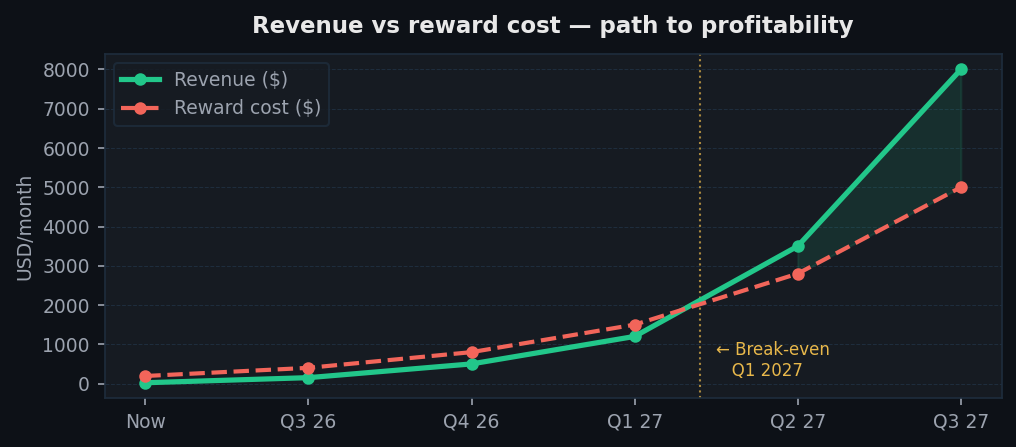 Revenue vs reward cost — path to profitability
Revenue ($)
Reward cost ($)
USD/month
8000
7000
6000
5000
4000
3000
2000
1000
0
← Break-even
Q1 2027
Now
Q3 26
Q4 26
Q1 27
Q2 27
Q3 27